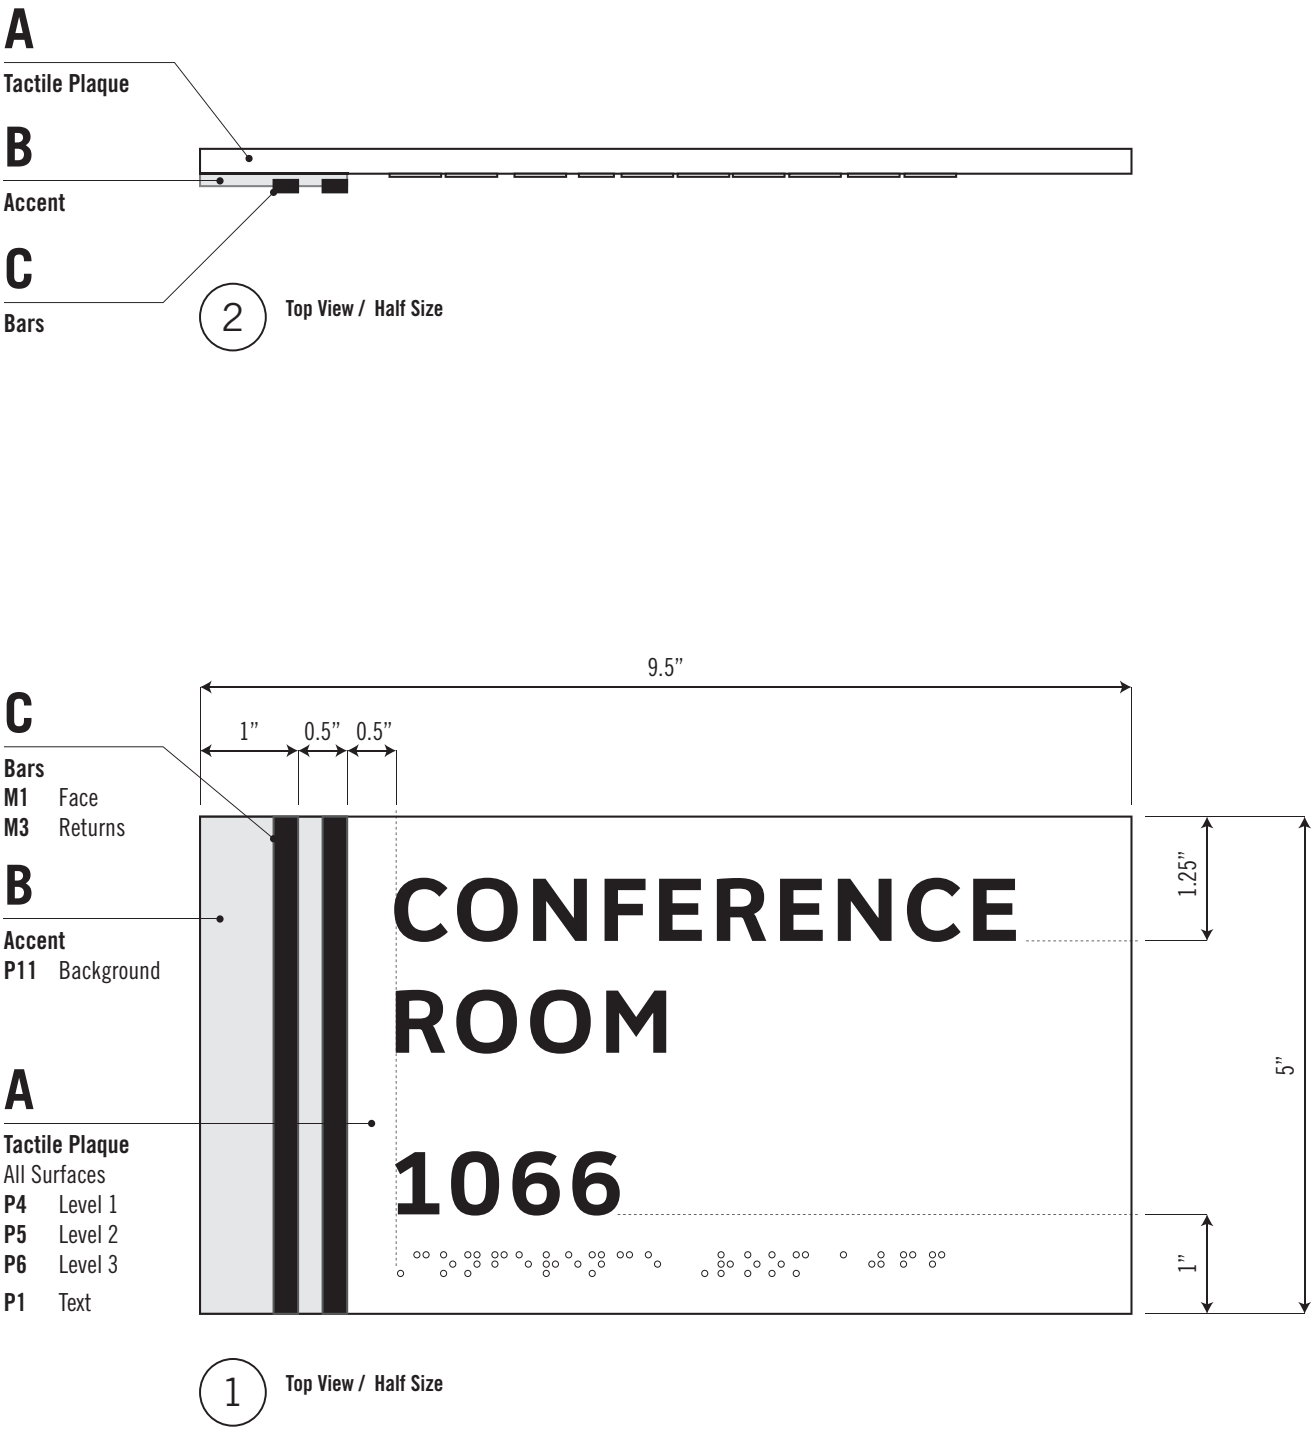 A
Tactile Plaque
B
Accent
C
Bars
2 Top View / Half Size
9.5”
1” 0.5” 0.5”
C
Bars
M1 Face
M3 Returns
B
Accent
P11 Background
A
Tactile Plaque
All Surfaces
P4 Level 1
P5 Level 2
P6 Level 3
P1 Text
CONFERENCE
ROOM
1066
1.25”
5”
1”
1 Top View / Half Size